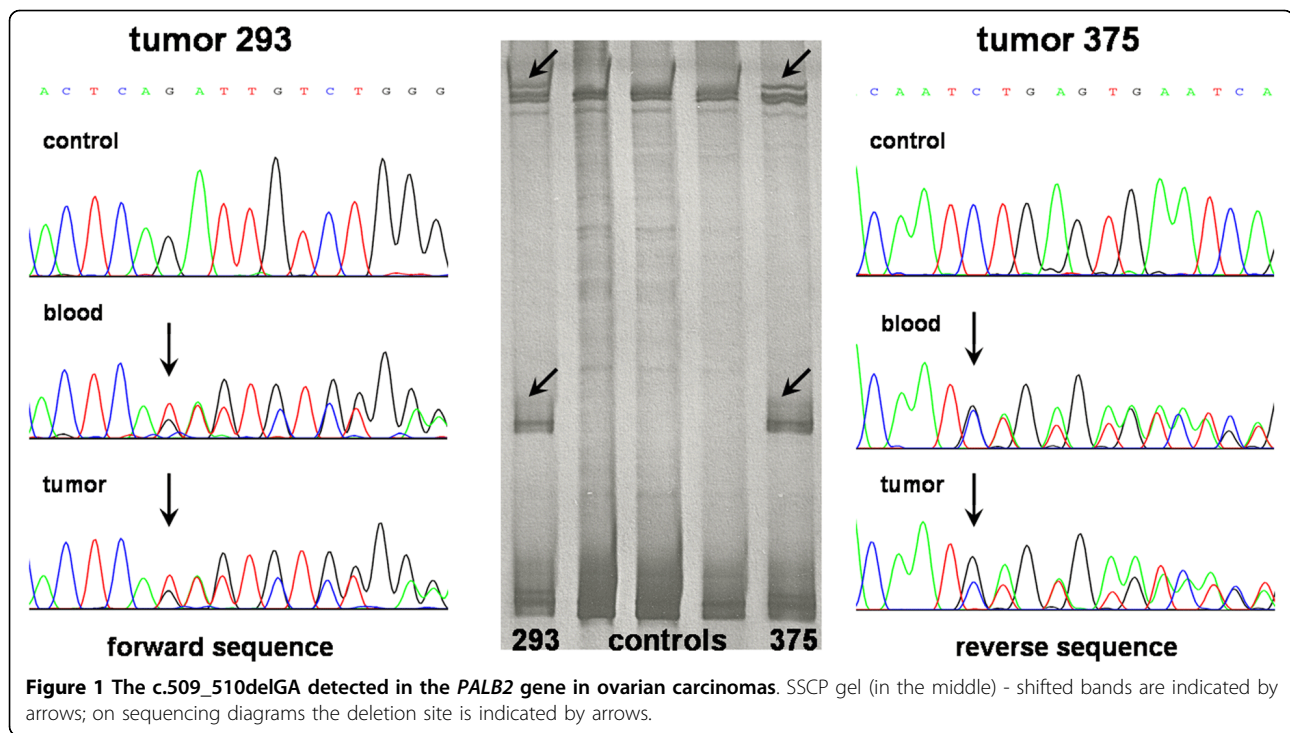 tumor 293
tumor 375
A C T C A G A T T G T C T G G G
C A A T C T G A G T G A A T C A
control
control
blood
blood
tumor
tumor
293 controls 375
forward sequence
reverse sequence
Figure 1 The c.509_510delGA detected in the PALB2 gene in ovarian carcinomas. SSCP gel (in the middle) - shifted bands are indicated by
arrows; on sequencing diagrams the deletion site is indicated by arrows.